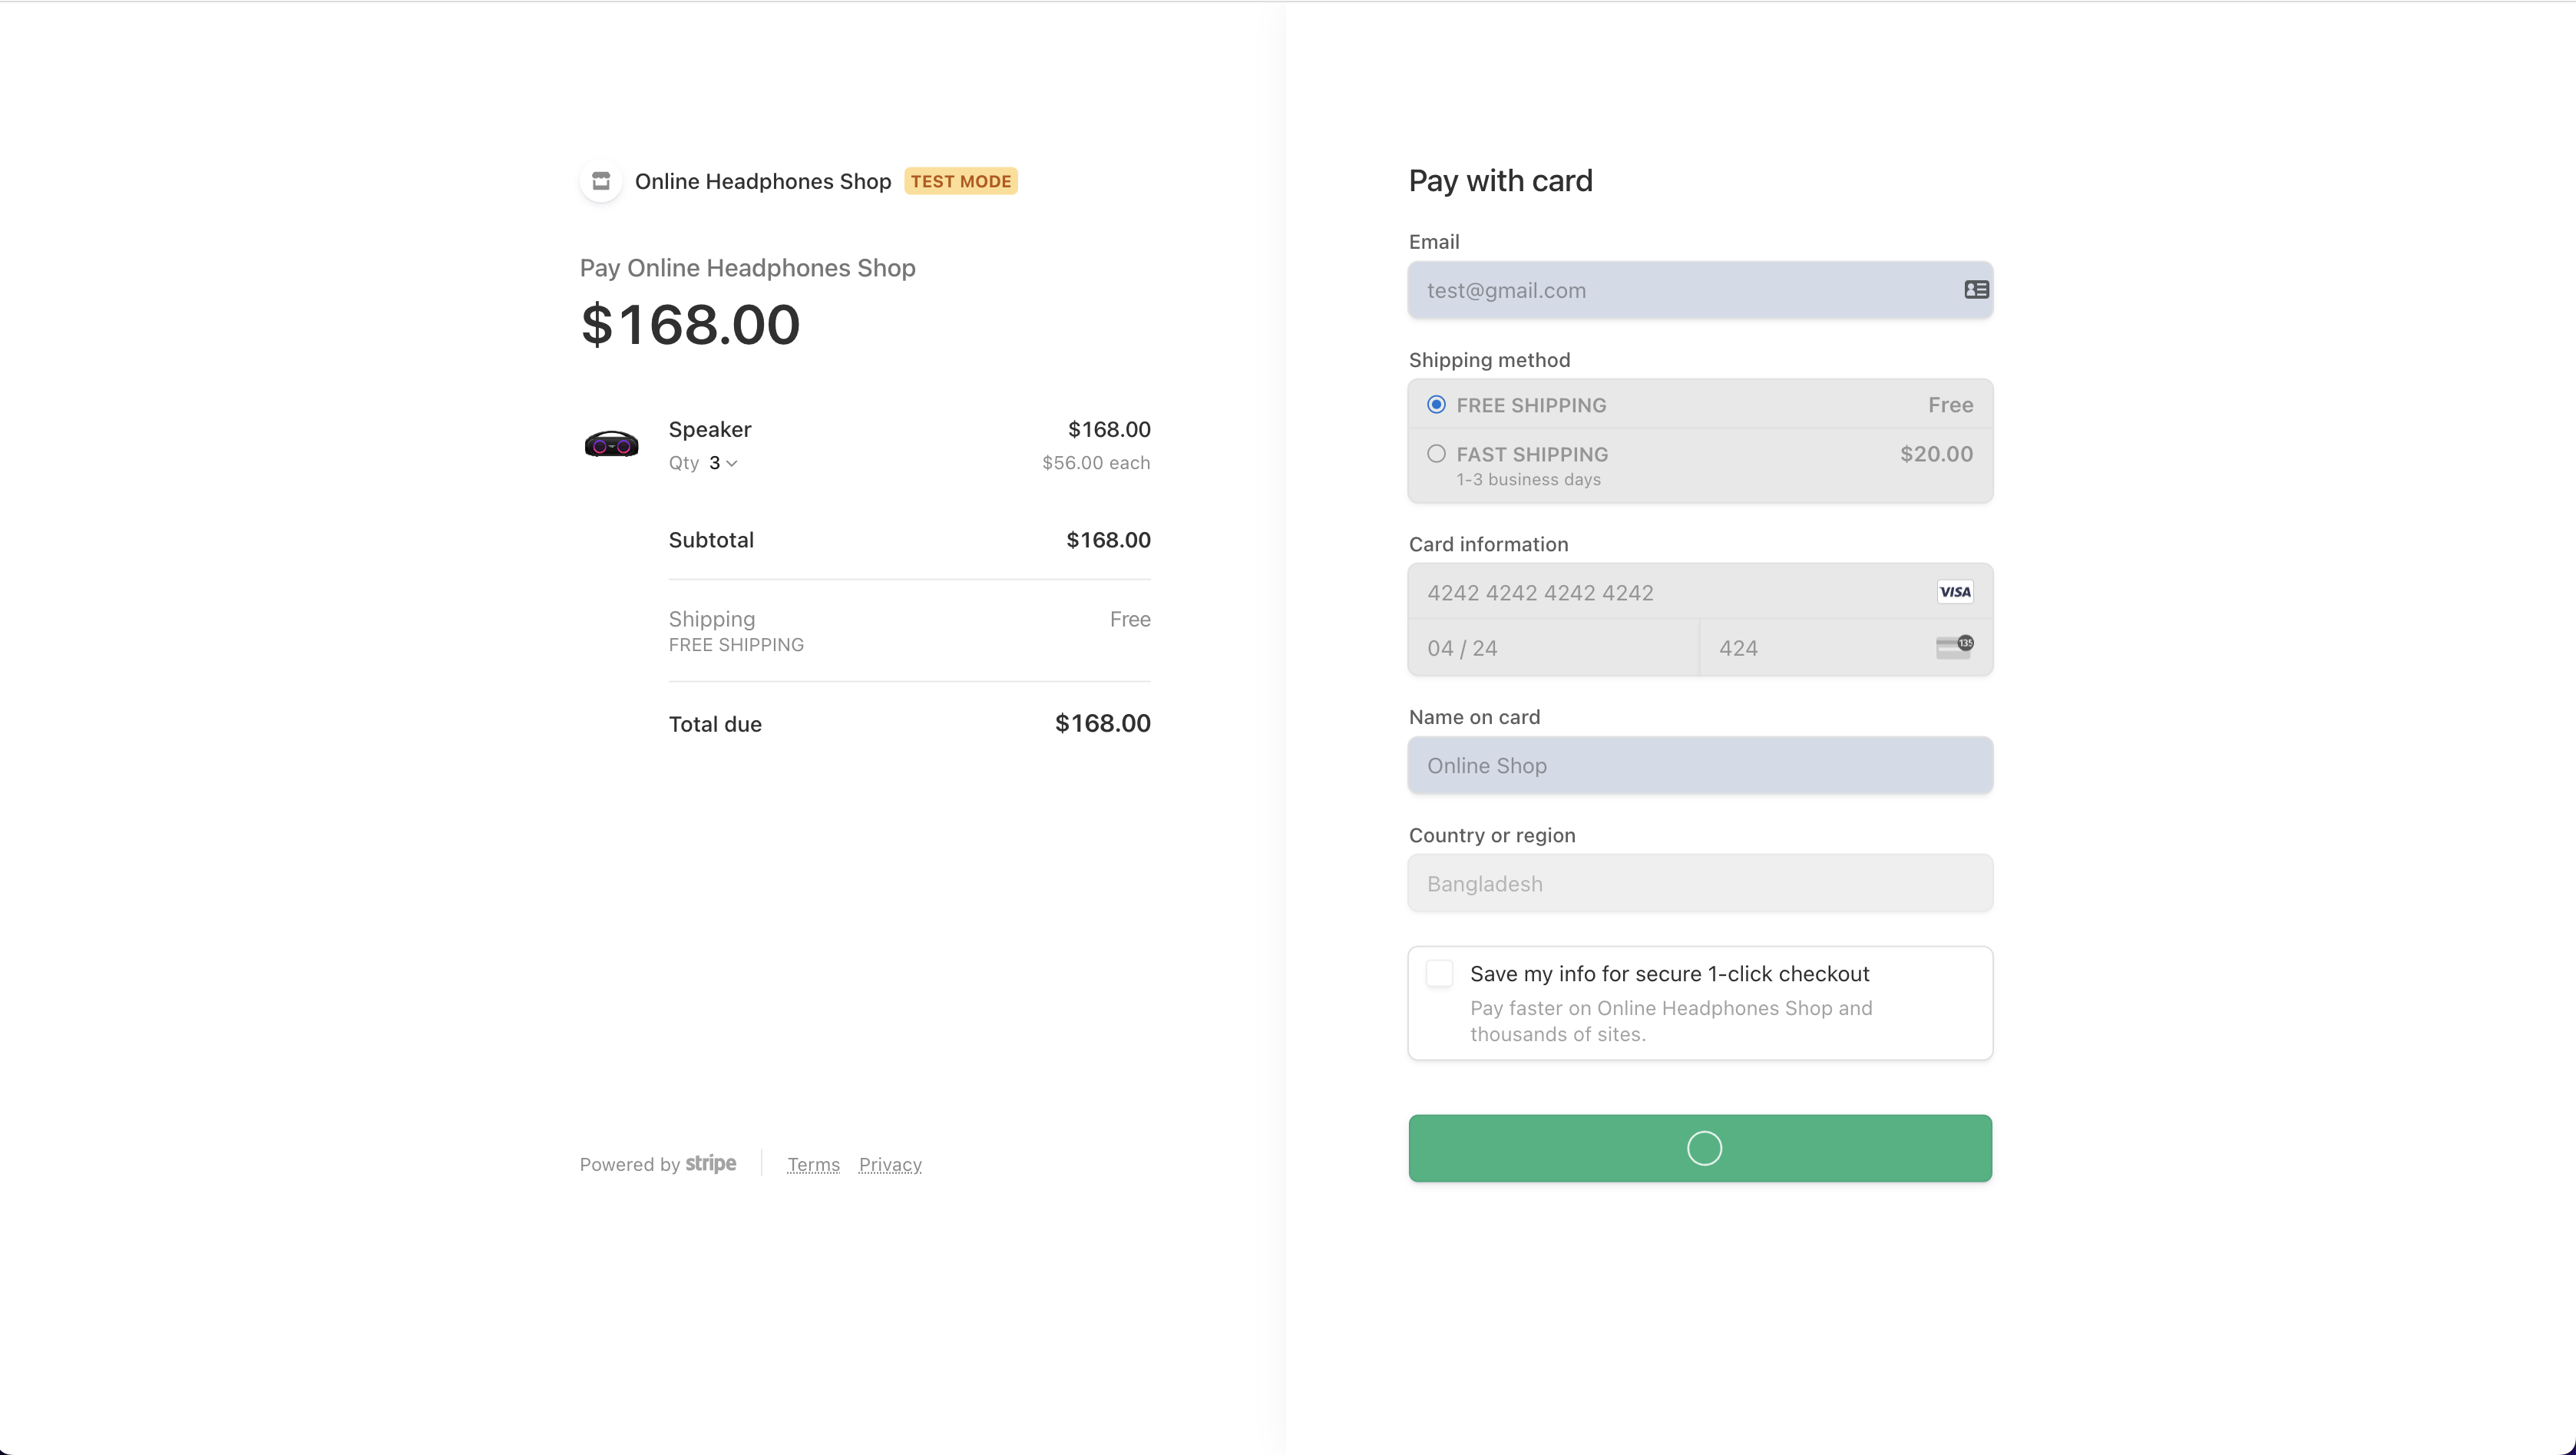 Online Headphones Shop TEST MODE
Pay Online Headphones Shop
$168.00
Speaker $168.00
Qty 3 $56.00 each
Subtotal $168.00
Shipping Free
FREE SHIPPING
Total due $168.00
Powered by stripe Terms Privacy
Pay with card
Email
test@gmail.com
Shipping method
FREE SHIPPING Free
FAST SHIPPING $20.00
1-3 business days
Card information
4242 4242 4242 4242 VISA
04 / 24 424 135
Name on card
Online Shop
Country or region
Bangladesh
Save my info for secure 1-click checkout
Pay faster on Online Headphones Shop and
thousands of sites.